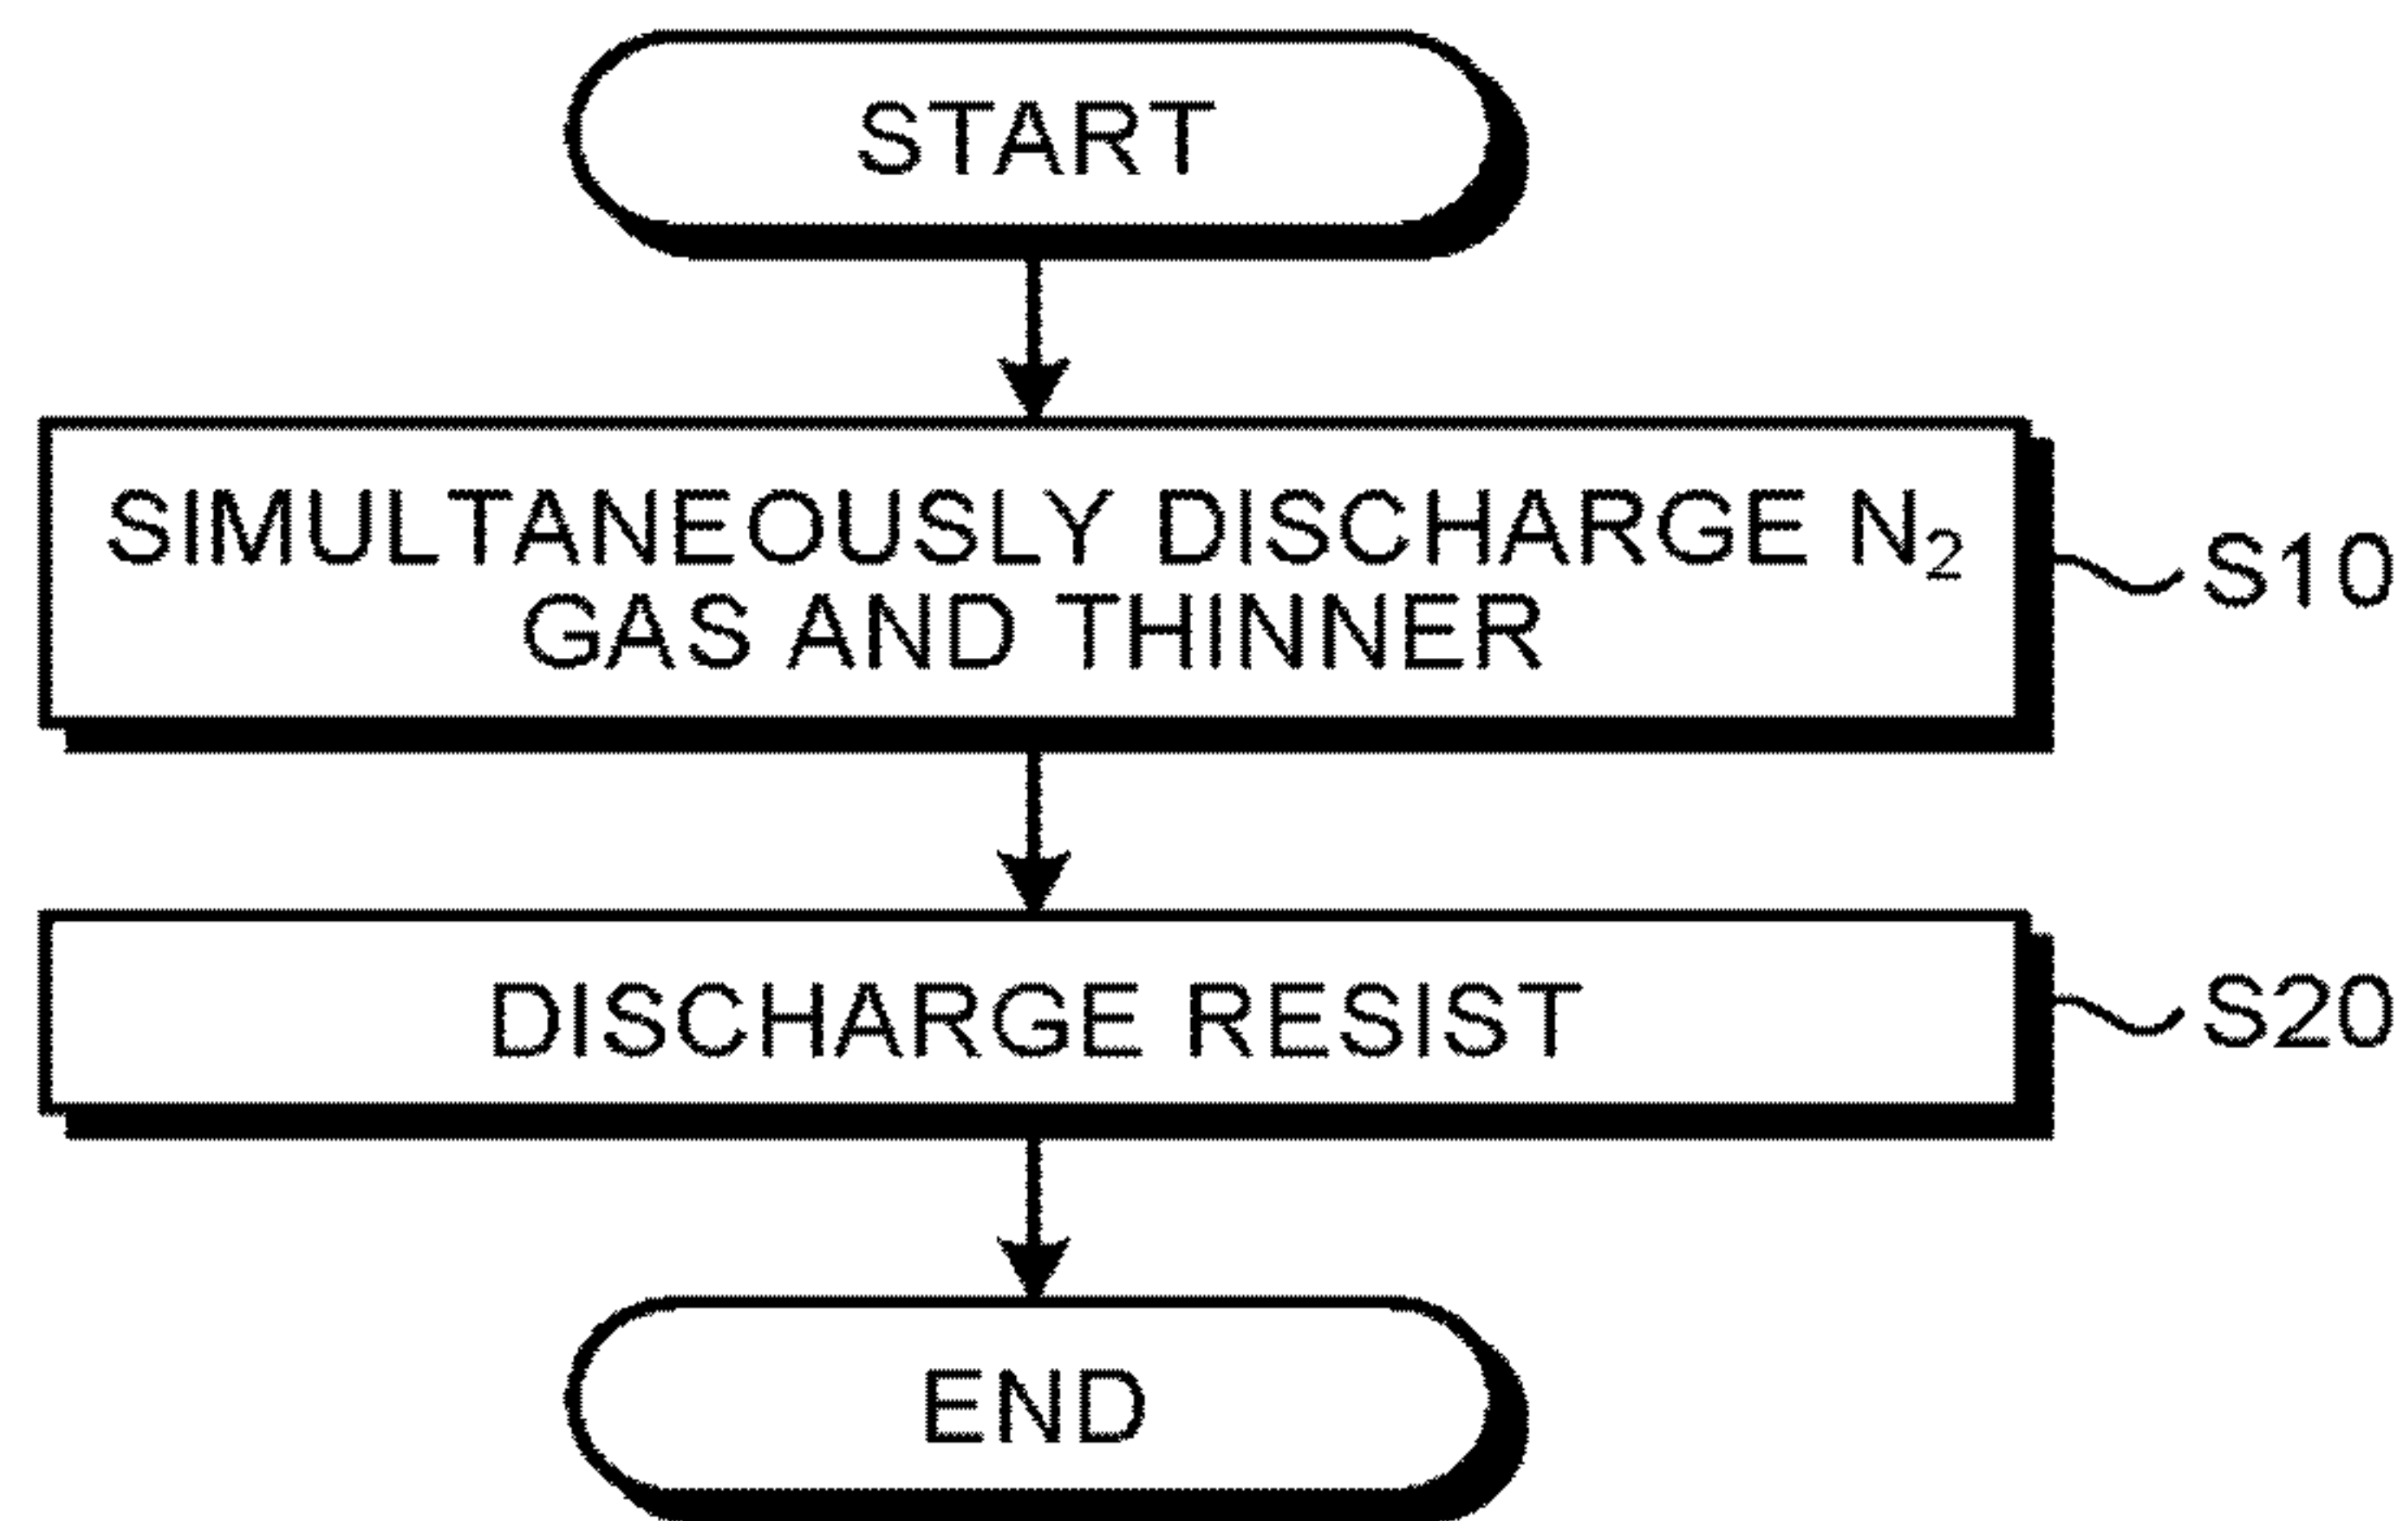 START
SIMULTANEOUSLY DISCHARGE N₂
GAS AND THINNER
S10
DISCHARGE RESIST
S20
END